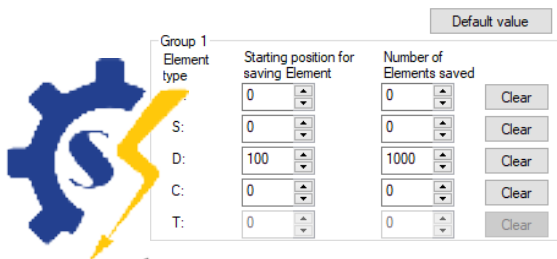 Default value
Group 1
Element type
Starting position for saving Element
Number of Elements saved
0 0 Clear
S: 0 0 Clear
D: 100 1000 Clear
C: 0 0 Clear
T: 0 0 Clear
S